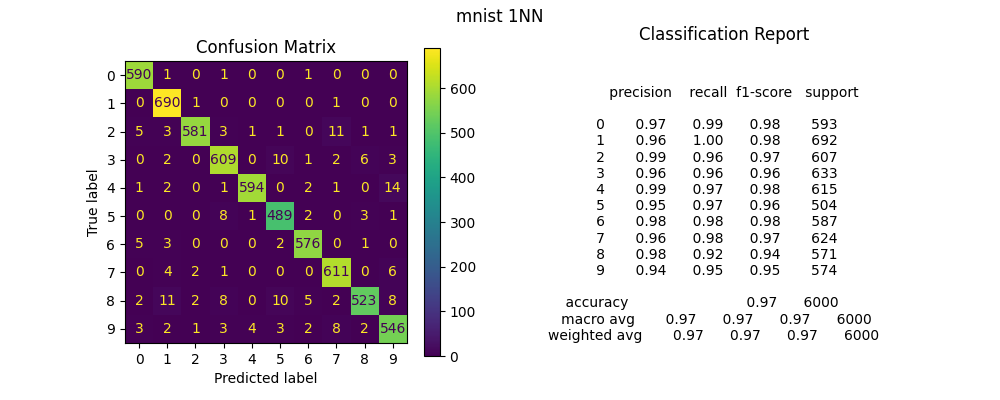 mnist 1NN
Confusion Matrix
0 590 1 0 1 0 0 1 0 0 0
1 0 690 1 0 0 0 0 1 0 0
2 5 3 581 3 1 1 0 11 1 1
3 0 2 0 609 0 10 1 2 6 3
4 1 2 0 1 594 0 2 1 0 14
5 0 0 0 8 1 489 2 0 3 1
6 5 3 0 0 0 2 576 0 1 0
7 0 4 2 1 0 0 0 611 0 6
8 2 11 2 8 0 10 5 2 523 8
9 3 2 1 3 4 3 2 8 2 546
0 1 2 3 4 5 6 7 8 9
Predicted label
True label
600
500
400
300
200
100
0
Classification Report
precision recall f1-score support
0 0.97 0.99 0.98 593
1 0.96 1.00 0.98 692
2 0.99 0.96 0.97 607
3 0.96 0.96 0.96 633
4 0.99 0.97 0.98 615
5 0.95 0.97 0.96 504
6 0.98 0.98 0.98 587
7 0.96 0.98 0.97 624
8 0.98 0.92 0.94 571
9 0.94 0.95 0.95 574
accuracy 0.97 6000
macro avg 0.97 0.97 0.97 6000
weighted avg 0.97 0.97 0.97 6000